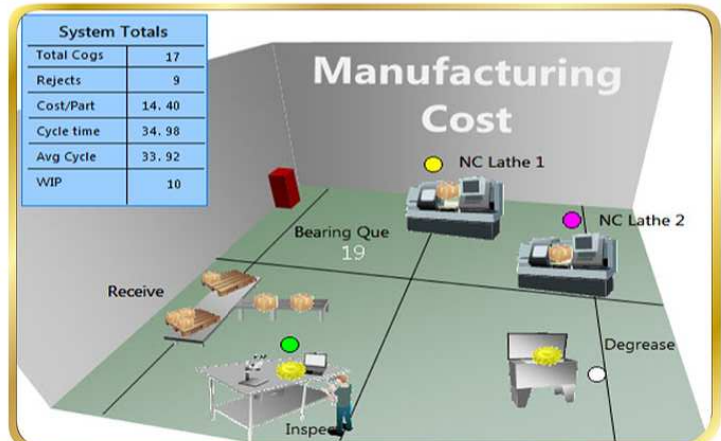 System Totals
Total Cogs 17
Rejects 9
Cost/Part 14.40
Cycle time 34.98
Avg Cycle 33.92
WIP 10
Manufacturing
Cost
NC Lathe 1
NC Lathe 2
Bearing Que
19
Receive
Degrease
Inspec